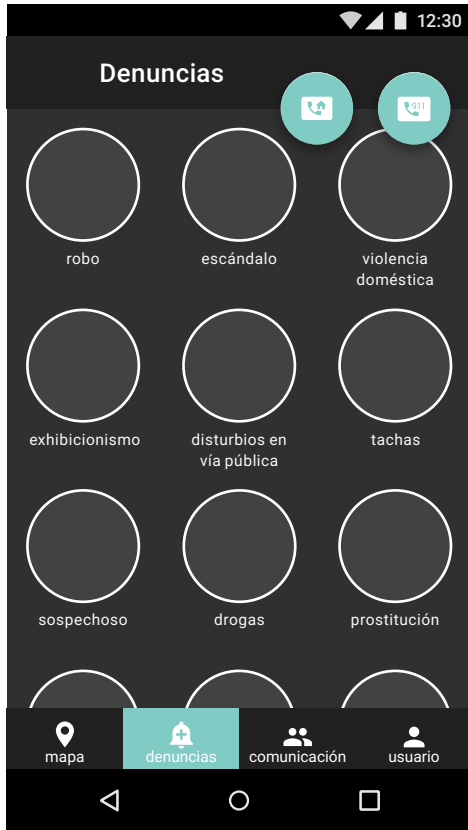 12:30
Denuncias
911
robo
escándalo
violencia
doméstica
exhibicionismo
disturbios en
vía pública
tachas
sospechoso
drogas
prostitución
mapa
denuncias
comunicación
usuario